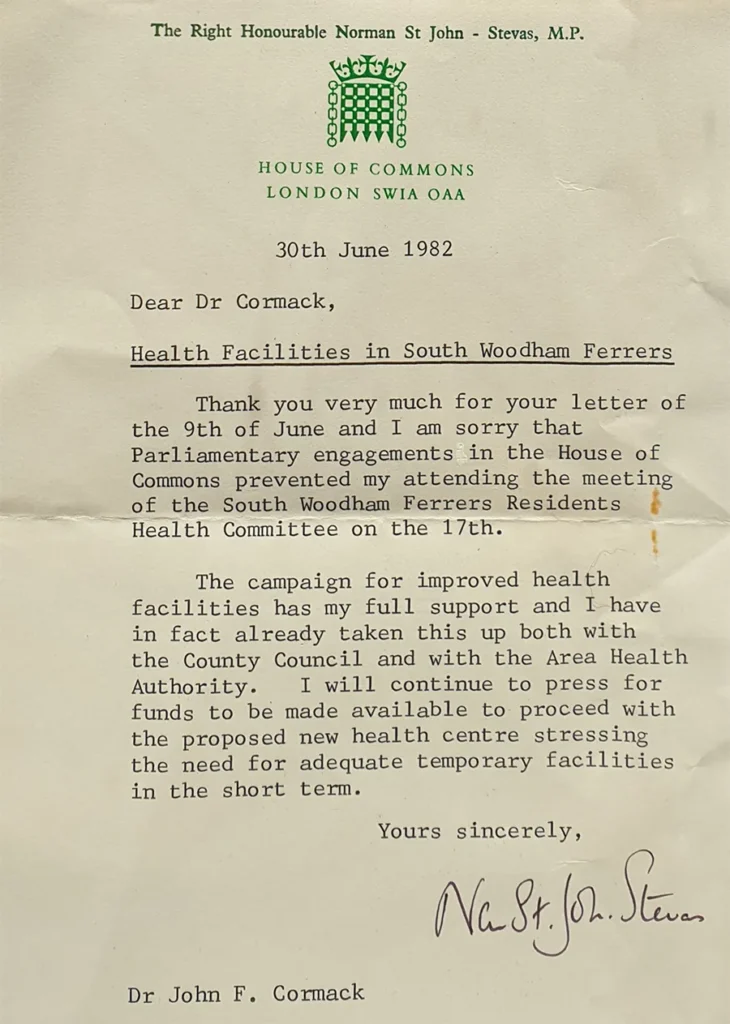 The Right Honourable Norman St John - Stevas, M.P.
HOUSE OF COMMONS
LONDON SWIA OAA
30th June 1982
Dear Dr Cormack,
Health Facilities in South Woodham Ferrers
Thank you very much for your letter of
the 9th of June and I am sorry that
Parliamentary engagements in the House of
Commons prevented my attending the meeting
of the South Woodham Ferrers Residents
Health Committee on the 17th.
The campaign for improved health
facilities has my full support and I have
in fact already taken this up both with
the County Council and with the Area Health
Authority. I will continue to press for
funds to be made available to proceed with
the proposed new health centre stressing
the need for adequate temporary facilities
in the short term.
Yours sincerely,
St. Joh. Stevas
Dr John F. Cormack